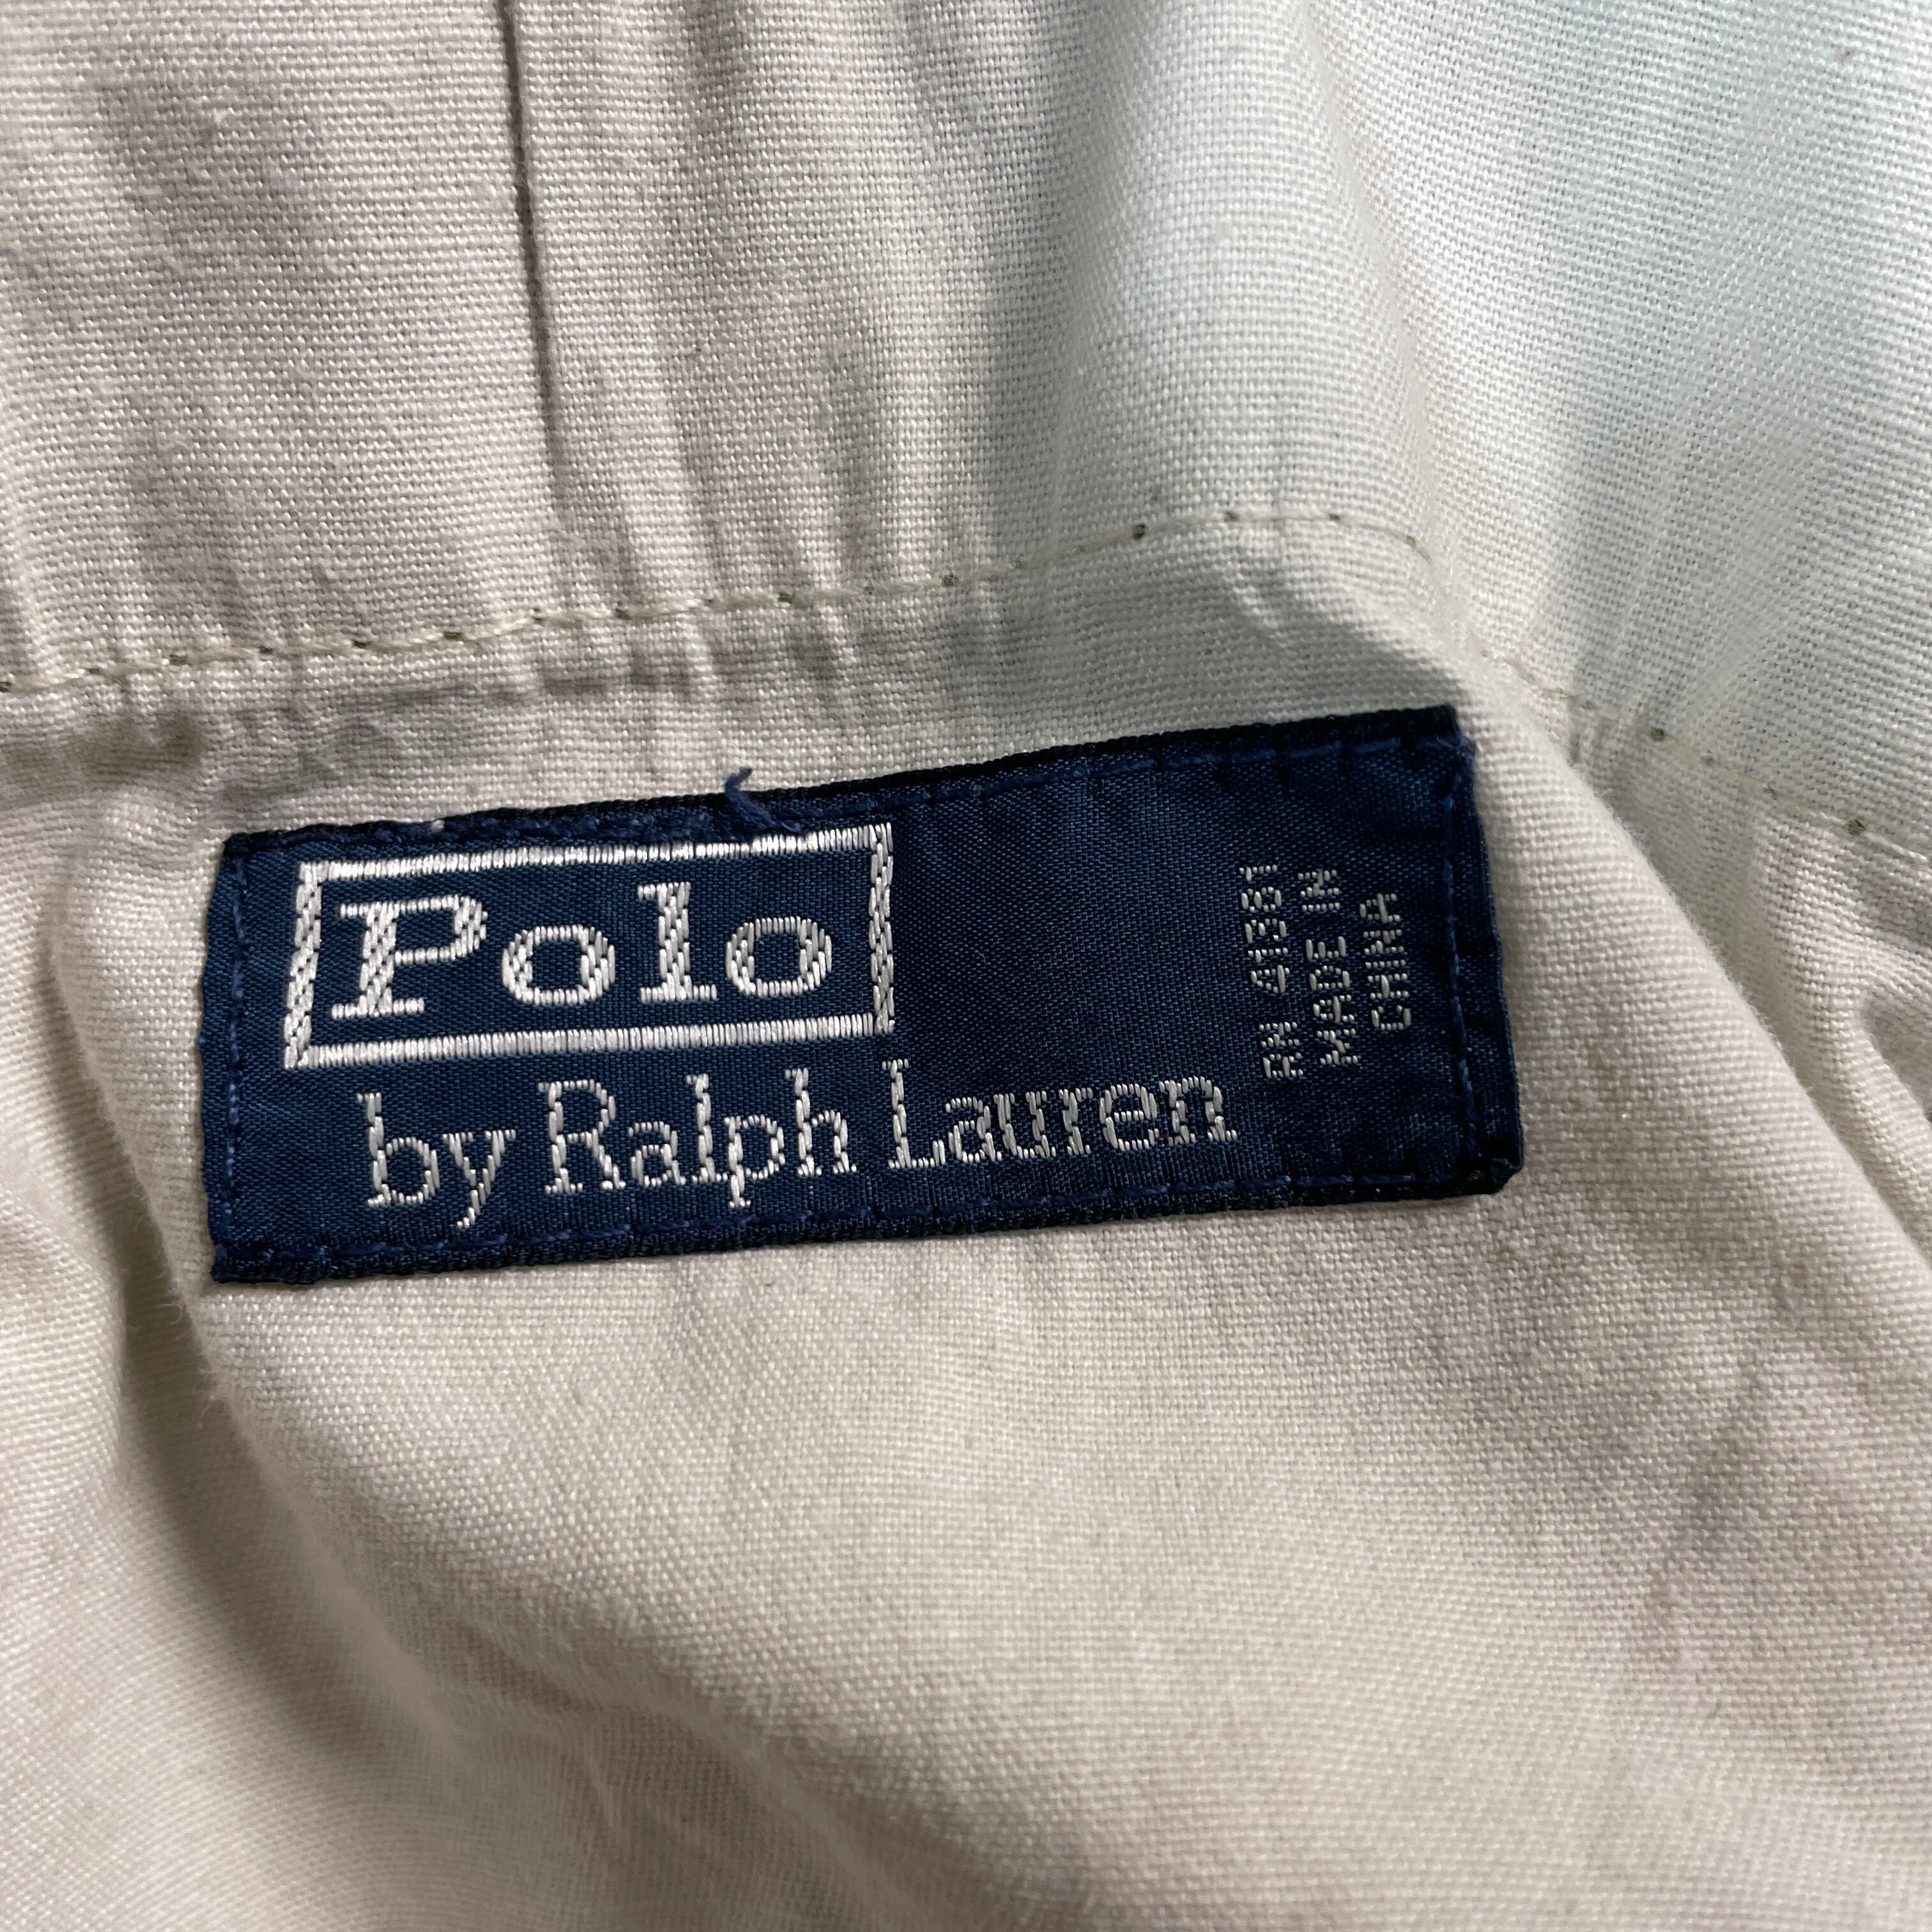 Polo
by Ralph Lauren
RN 41381
MADE IN
CHINA